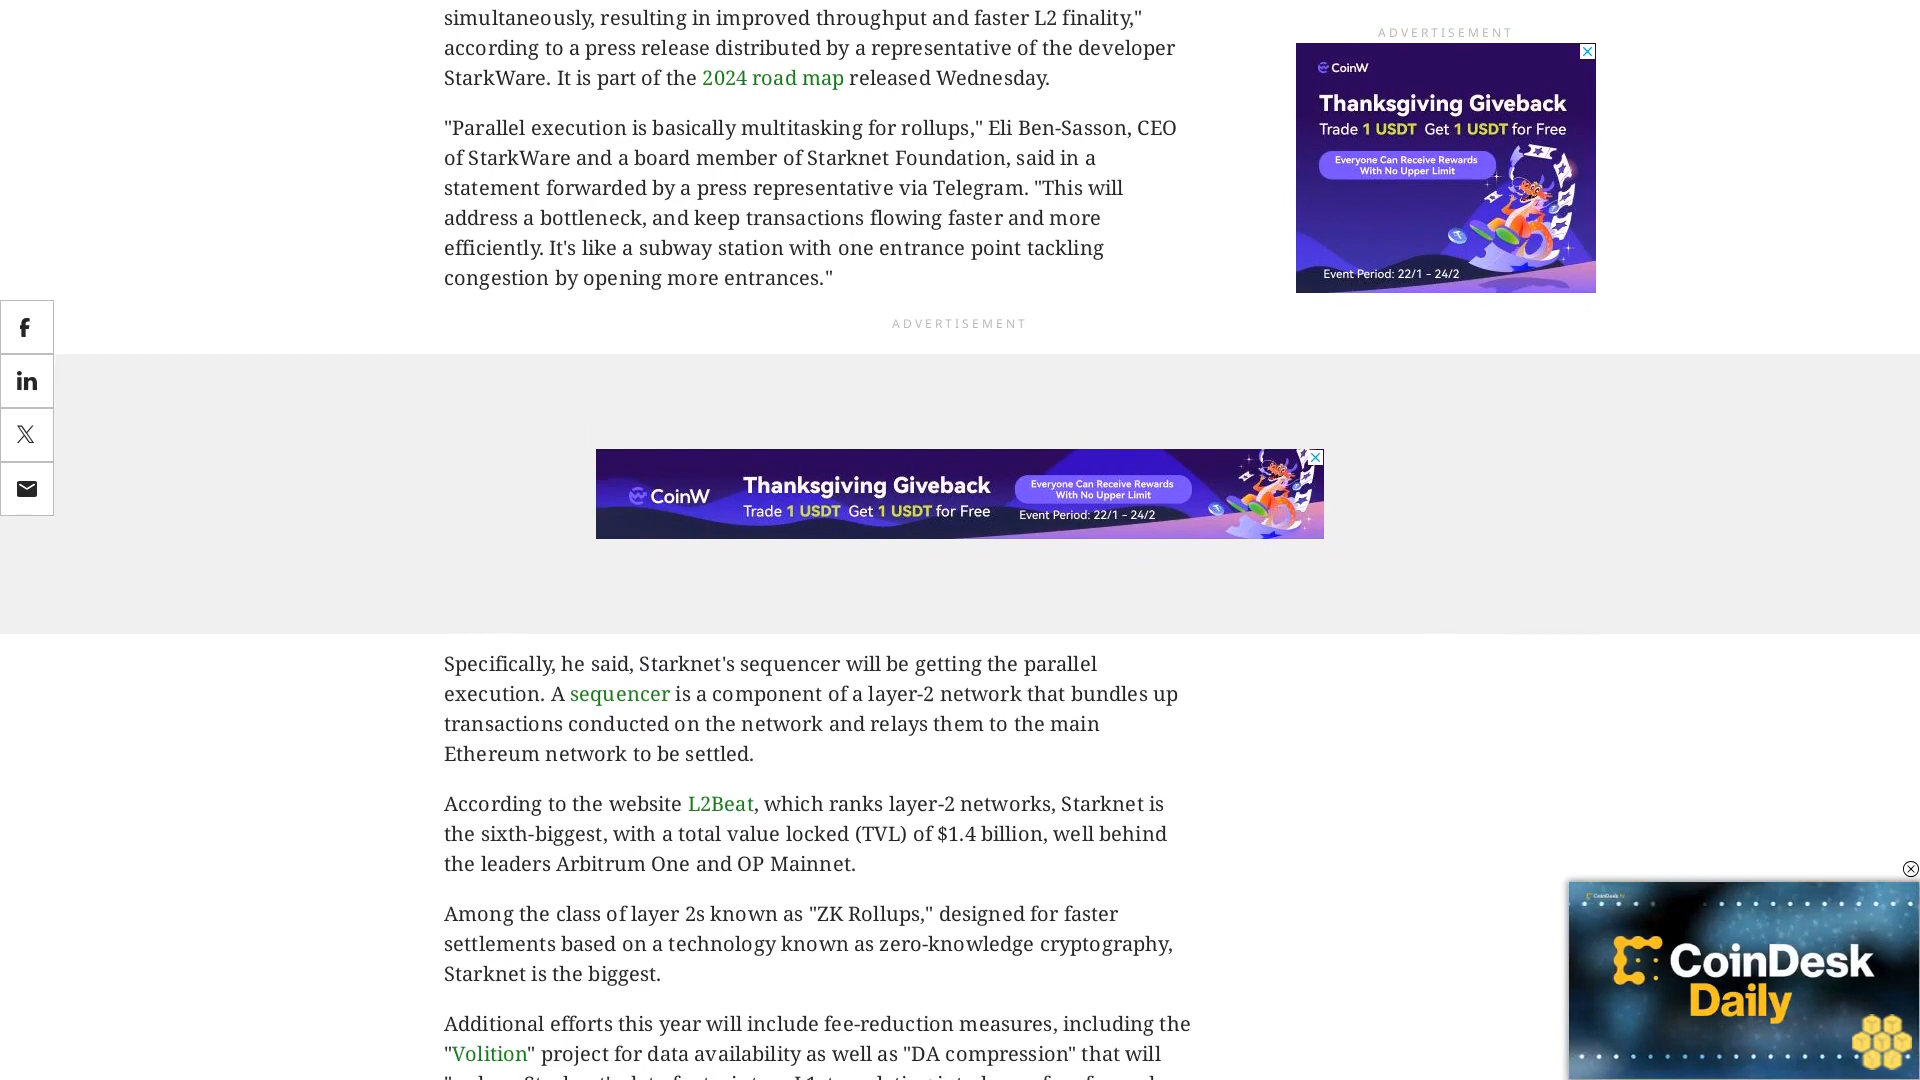 simultaneously, resulting in improved throughput and faster L2 finality,"
according to a press release distributed by a representative of the developer
StarkWare. It is part of the 2024 road map released Wednesday.
"Parallel execution is basically multitasking for rollups," Eli Ben-Sasson, CEO
of StarkWare and a board member of Starknet Foundation, said in a
statement forwarded by a press representative via Telegram. "This will
address a bottleneck, and keep transactions flowing faster and more
efficiently. It's like a subway station with one entrance point tackling
congestion by opening more entrances."
ADVERTISEMENT
CoinW
Thanksgiving Giveback
Trade 1 USDT Get 1 USDT for Free
Everyone Can Receive Rewards
With No Upper Limit
Event Period: 22/1 - 24/2
ADVERTISEMENT
CoinW
Thanksgiving Giveback
Trade 1 USDT Get 1 USDT for Free
Everyone Can Receive Rewards
With No Upper Limit
Event Period: 22/1 - 24/2
Specifically, he said, Starknet's sequencer will be getting the parallel
execution. A sequencer is a component of a layer-2 network that bundles up
transactions conducted on the network and relays them to the main
Ethereum network to be settled.
According to the website L2Beat, which ranks layer-2 networks, Starknet is
the sixth-biggest, with a total value locked (TVL) of $1.4 billion, well behind
the leaders Arbitrum One and OP Mainnet.
Among the class of layer 2s known as "ZK Rollups," designed for faster
settlements based on a technology known as zero-knowledge cryptography,
Starknet is the biggest.
Additional efforts this year will include fee-reduction measures, including the
"Volition" project for data availability as well as "DA compression" that will
CoinDesk
Daily